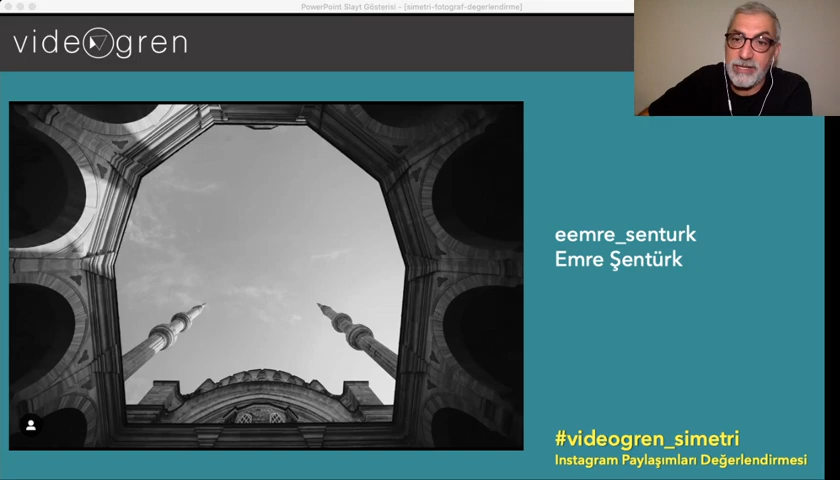 PowerPoint Slayt Gösterisi - [simetri-fotograf-degerlendirme]
videogren
eemre_senturk
Emre Şentürk
#videogren_simetri
Instagram Paylaşımları Değerlendirmesi